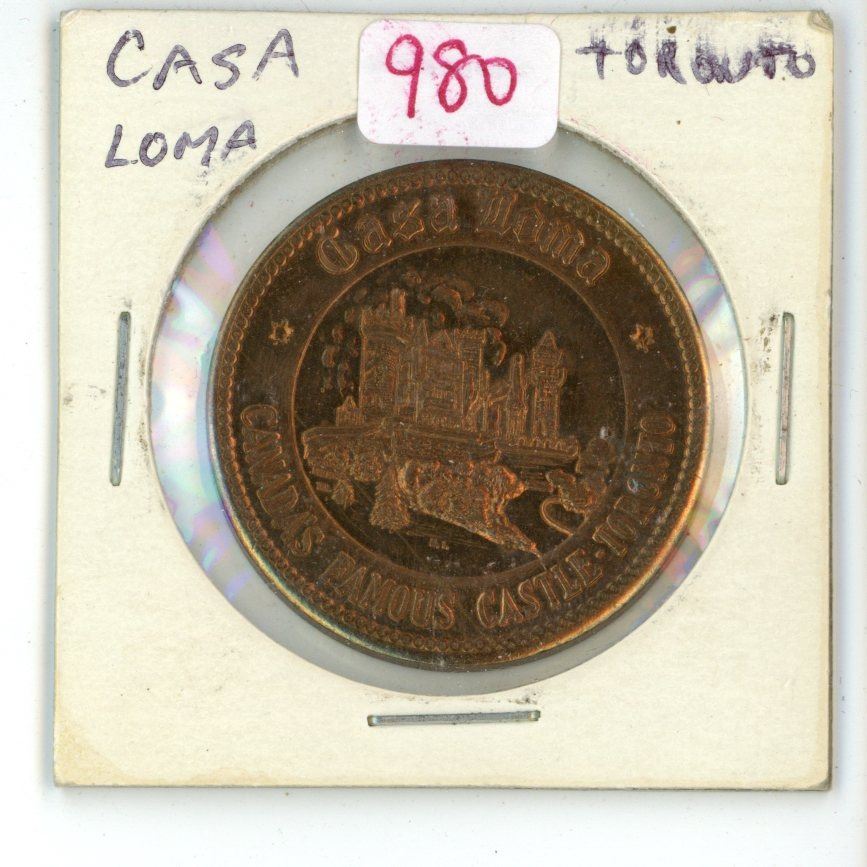 CASA
LOMA
980
TORONTO
Casa Loma
CANADA'S FAMOUS CASTLE · TORONTO